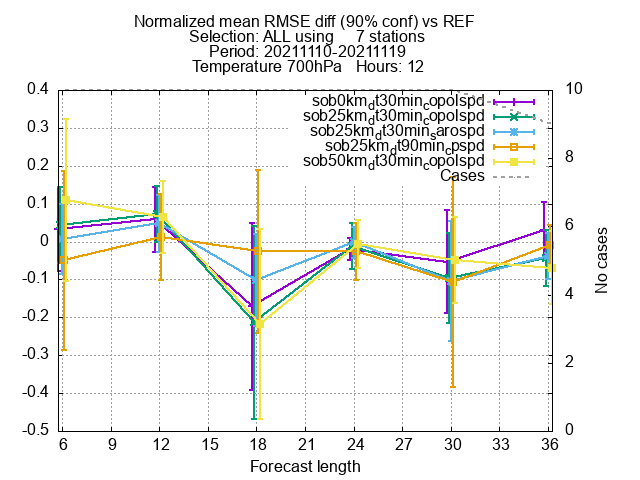 Normalized mean RMSE diff (90% conf) vs REF
Selection: ALL using 7 stations
Period: 20211110-20211119
Temperature 700hPa Hours: 12
sob0km_dt30min_copolspd
sob25km_dt30min_copolspd
sob25km_dt30min_sarospd
sob25km_dt90min_cpspd
sob50km_dt30min_copolspd
Cases
0.4
0.3
0.2
0.1
0
-0.1
-0.2
-0.3
-0.4
-0.5
10
8
6
4
2
0
No cases
6 9 12 15 18 21 24 27 30 33 36
Forecast length